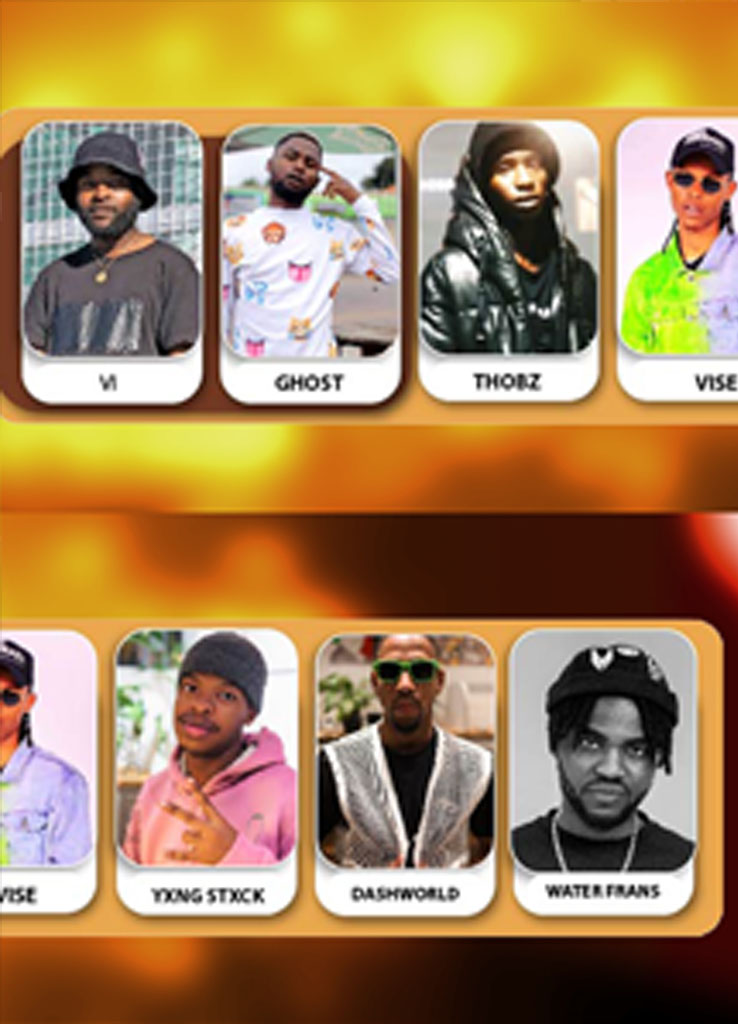 VI
GHOST
THOBZ
VISE
VISE
YXNG STXCK
DASHWORLD
WATER FRANS